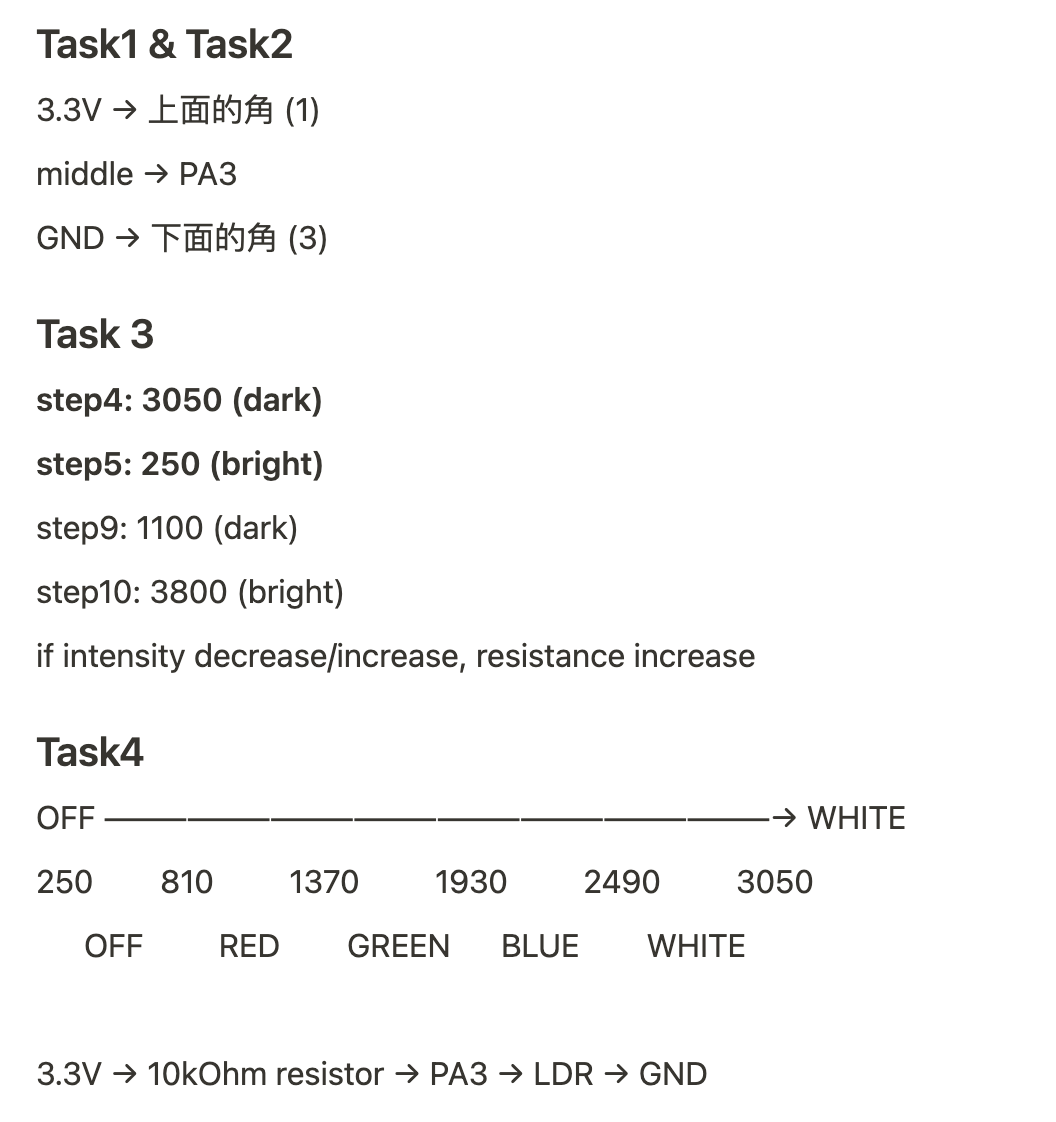 Task1 & Task2
3.3V → 上面的角 (1)
middle → PA3
GND → 下面的角 (3)
Task 3
step4: 3050 (dark)
step5: 250 (bright)
step9: 1100 (dark)
step10: 3800 (bright)
if intensity decrease/increase, resistance increase
Task4
OFF ————————→ WHITE
250 810 1370 1930 2490 3050
OFF RED GREEN BLUE WHITE
3.3V → 10kOhm resistor → PA3 → LDR → GND